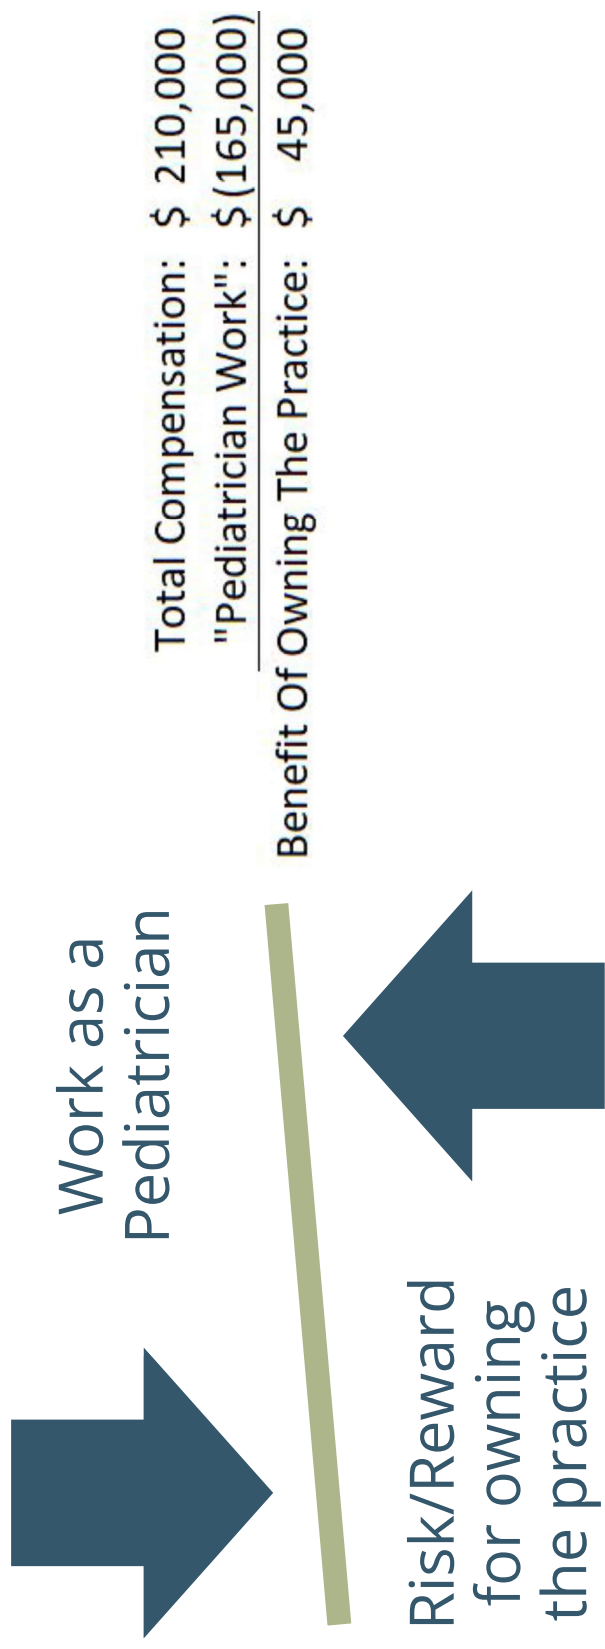 Work as a
Pediatrician
Risk/Reward
for owning
the practice
Total Compensation: $ 210,000
"Pediatrician Work": $(165,000)
Benefit Of Owning The Practice: $ 45,000